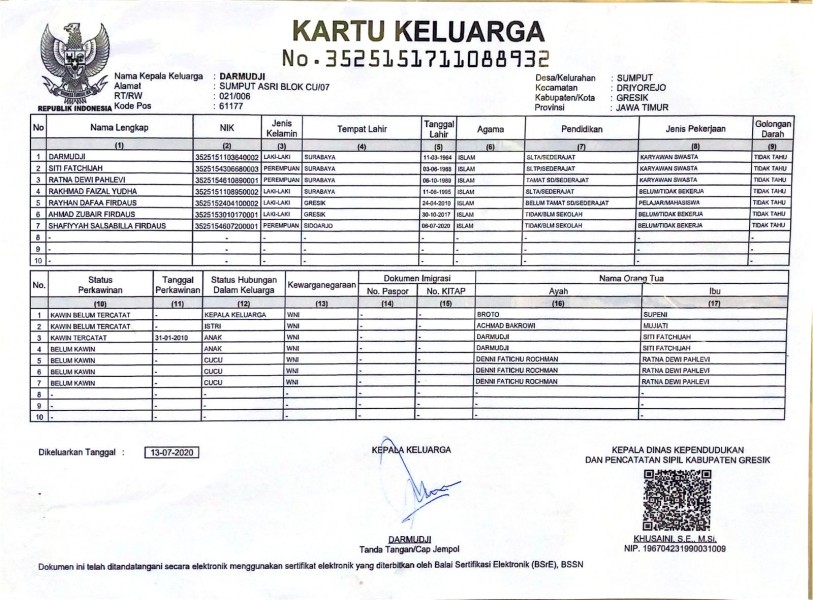 KARTU KELUARGA
No. 3525151711088932
REPUBLIK INDONESIA
Nama Kepala Keluarga : DARMUDJI
Alamat : SUMPUT ASRI BLOK CU/07
RT/RW : 021/006
Kode Pos : 61177
Desa/Kelurahan : SUMPUT
Kecamatan : DRIYOREJO
Kabupaten/Kota : GRESIK
Provinsi : JAWA TIMUR
No Nama Lengkap NIK Jenis Kelamin Tempat Lahir Tanggal Lahir Agama Pendidikan Jenis Pekerjaan Golongan Darah
(1) (2) (3) (4) (5) (6) (7) (8) (9)
1 DARMUDJI 3525151103640002 LAKI-LAKI SURABAYA 11-03-1964 ISLAM SLTA/SEDERAJAT KARYAWAN SWASTA TIDAK TAHU
2 SITI FATCHIJAH 3525154306680003 PEREMPUAN SURABAYA 03-06-1968 ISLAM SLTP/SEDERAJAT KARYAWAN SWASTA TIDAK TAHU
3 RATNA DEWI PAHLEVI 3525154610890001 PEREMPUAN SURABAYA 06-10-1989 ISLAM TAMAT SD/SEDERAJAT KARYAWAN SWASTA TIDAK TAHU
4 RAKHMAD FAIZAL YUDHA 3525151108950002 LAKI-LAKI SURABAYA 11-08-1995 ISLAM SLTA/SEDERAJAT BELUM/TIDAK BEKERJA TIDAK TAHU
5 RAYHAN DAFAA FIRDAUS 3525152404100002 LAKI-LAKI GRESIK 24-04-2010 ISLAM BELUM TAMAT SD/SEDERAJAT PELAJAR/MAHASISWA TIDAK TAHU
6 AHMAD ZUBAIR FIRDAUS 3525153010170001 LAKI-LAKI GRESIK 30-10-2017 ISLAM TIDAK/BLM SEKOLAH BELUM/TIDAK BEKERJA TIDAK TAHU
7 SHAFIYYAH SALSABILLA FIRDAUS 3525154607200001 PEREMPUAN SIDOARJO 06-07-2020 ISLAM TIDAK/BLM SEKOLAH BELUM/TIDAK BEKERJA TIDAK TAHU
8 - - - - - - - - -
9 - - - - - - - - -
10 - - - - - - - - -
No. Status Perkawinan Tanggal Perkawinan Status Hubungan Dalam Keluarga Kewarganegaraan Dokumen Imigrasi Nama Orang Tua
No. Paspor No. KITAP Ayah Ibu
(10) (11) (12) (13) (14) (15) (16) (17)
1 KAWIN BELUM TERCATAT - KEPALA KELUARGA WNI - - BROTO SUPENI
2 KAWIN BELUM TERCATAT - ISTRI WNI - - ACHMAD BAKROWI MUJIATI
3 KAWIN TERCATAT 31-01-2010 ANAK WNI - - DARMUDJI SITI FATCHIJAH
4 BELUM KAWIN - ANAK WNI - - DARMUDJI SITI FATCHIJAH
5 BELUM KAWIN - CUCU WNI - - DENNI FATICHU ROCHMAN RATNA DEWI PAHLEVI
6 BELUM KAWIN - CUCU WNI - - DENNI FATICHU ROCHMAN RATNA DEWI PAHLEVI
7 BELUM KAWIN - CUCU WNI - - DENNI FATICHU ROCHMAN RATNA DEWI PAHLEVI
8 - - - - - - - -
9 - - - - - - - -
10 - - - - - - - -
Dikeluarkan Tanggal : 13-07-2020
KEPALA KELUARGA
DARMUDJI
Tanda Tangan/Cap Jempol
KEPALA DINAS KEPENDUDUKAN
DAN PENCATATAN SIPIL KABUPATEN GRESIK
KHUSAINI, S.E., M.Si.
NIP. 196704231990031009
Dokumen ini telah ditandatangani secara elektronik menggunakan sertifikat elektronik yang diterbitkan oleh Balai Sertifikasi Elektronik (BSrE), BSSN